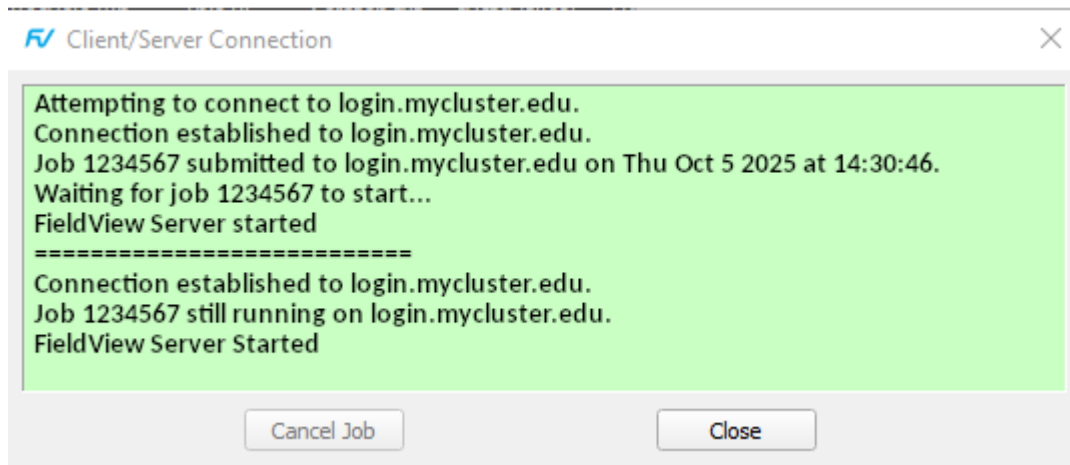 FV Client/Server Connection
Attempting to connect to login.mycluster.edu.
Connection established to login.mycluster.edu.
Job 1234567 submitted to login.mycluster.edu on Thu Oct 5 2025 at 14:30:46.
Waiting for job 1234567 to start...
FieldView Server started
===========================
Connection established to login.mycluster.edu.
Job 1234567 still running on login.mycluster.edu.
FieldView Server Started
Cancel Job Close